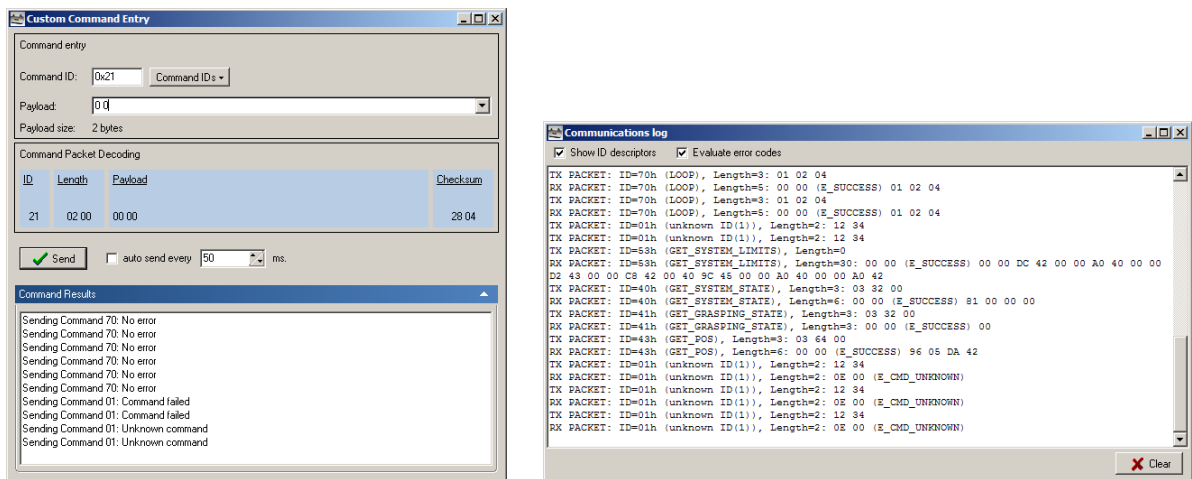 Custom Command Entry
Command entry
Command ID: 0x21 Command IDs
Payload: 0 0
Payload size: 2 bytes
Command Packet Decoding
ID Length Payload Checksum
21 02 00 00 00 28 04
Send auto send every 50 ms.
Command Results
Sending Command 70: No error
Sending Command 70: No error
Sending Command 70: No error
Sending Command 70: No error
Sending Command 70: No error
Sending Command 70: No error
Sending Command 01: Command failed
Sending Command 01: Command failed
Sending Command 01: Unknown command
Sending Command 01: Unknown command
Communications log
Show ID descriptors Evaluate error codes
TX PACKET: ID=70h (LOOP), Length=3: 01 02 04
RX PACKET: ID=70h (LOOP), Length=5: 00 00 (E_SUCCESS) 01 02 04
TX PACKET: ID=70h (LOOP), Length=3: 01 02 04
RX PACKET: ID=70h (LOOP), Length=5: 00 00 (E_SUCCESS) 01 02 04
TX PACKET: ID=01h (unknown ID(1)), Length=2: 12 34
TX PACKET: ID=01h (unknown ID(1)), Length=2: 12 34
TX PACKET: ID=53h (GET_SYSTEM_LIMITS), Length=0
RX PACKET: ID=53h (GET_SYSTEM_LIMITS), Length=30: 00 00 (E_SUCCESS) 00 00 DC 42 00 00 A0 40 00 00
D2 43 00 00 C8 42 00 40 9C 45 00 00 A0 40 00 00 A0 42
TX PACKET: ID=40h (GET_SYSTEM_STATE), Length=3: 03 32 00
RX PACKET: ID=40h (GET_SYSTEM_STATE), Length=6: 00 00 (E_SUCCESS) 81 00 00 00
TX PACKET: ID=41h (GET_GRASPING_STATE), Length=3: 03 32 00
RX PACKET: ID=41h (GET_GRASPING_STATE), Length=3: 00 00 (E_SUCCESS) 00
TX PACKET: ID=43h (GET_POS), Length=3: 03 64 00
RX PACKET: ID=43h (GET_POS), Length=6: 00 00 (E_SUCCESS) 96 05 DA 42
TX PACKET: ID=01h (unknown ID(1)), Length=2: 12 34
RX PACKET: ID=01h (unknown ID(1)), Length=2: 0E 00 (E_CMD_UNKNOWN)
TX PACKET: ID=01h (unknown ID(1)), Length=2: 12 34
RX PACKET: ID=01h (unknown ID(1)), Length=2: 0E 00 (E_CMD_UNKNOWN)
TX PACKET: ID=01h (unknown ID(1)), Length=2: 12 34
RX PACKET: ID=01h (unknown ID(1)), Length=2: 0E 00 (E_CMD_UNKNOWN)
Clear